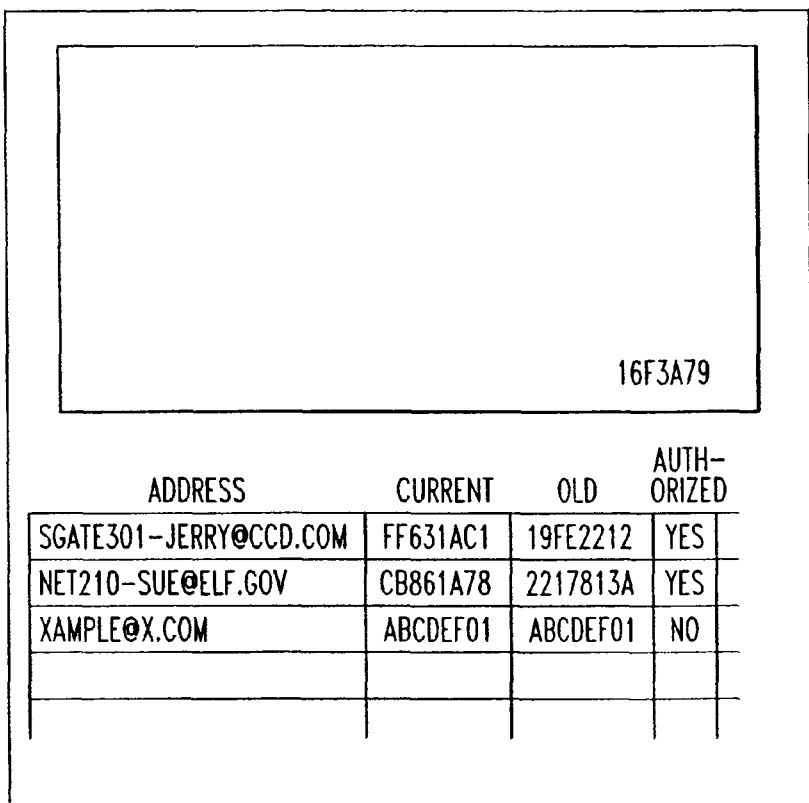 16F3A79
AUTH-
ADDRESS CURRENT OLD ORIZED
SGATE301-JERRY@CCD.COM FF631AC1 19FE2212 YES
NET210-SUE@ELF.GOV CB861A78 2217813A YES
XAMPLE@X.COM ABCDEF01 ABCDEF01 NO